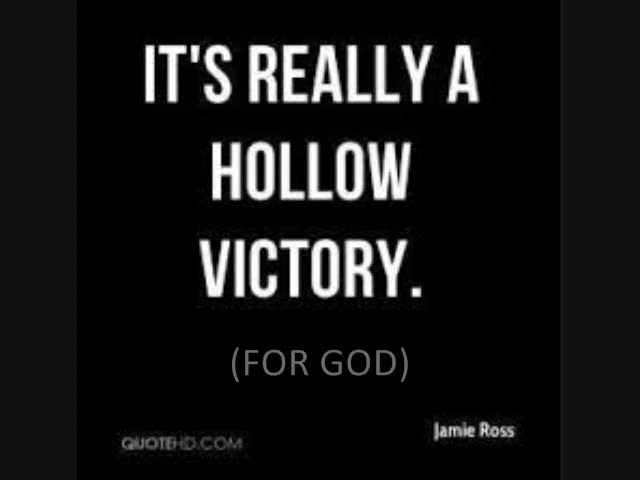 IT'S REALLY A
HOLLOW
VICTORY.
(FOR GOD)
Jamie Ross
QUOTEHD.COM